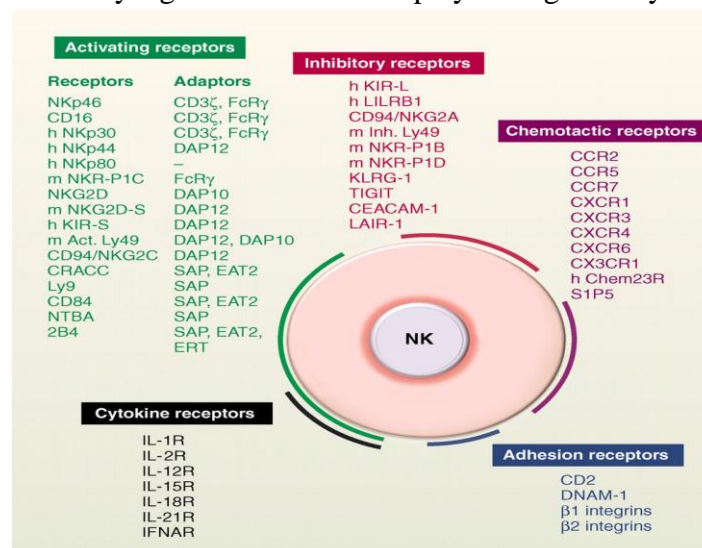 Activating receptors
Receptors Adaptors
NKp46 CD3ζ, FcRγ
CD16 CD3ζ, FcRγ
h NKp30 CD3ζ, FcRγ
h NKp44 DAP12
h NKp80 –
m NKR-P1C FcRγ
NKG2D DAP10
m NKG2D-S DAP12
h KIR-S DAP12
m Act. Ly49 DAP12, DAP10
CD94/NKG2C DAP12
CRACC SAP, EAT2
Ly9 SAP
CD84 SAP, EAT2
NTBA SAP
2B4 SAP, EAT2,
ERT
Inhibitory receptors
h KIR-L
h LILRB1
CD94/NKG2A
m Inh. Ly49
m NKR-P1B
m NKR-P1D
KLRG-1
TIGIT
CEACAM-1
LAIR-1
Chemotactic receptors
CCR2
CCR5
CCR7
CXCR1
CXCR3
CXCR4
CXCR6
CX3CR1
h Chem23R
S1P5
NK
Cytokine receptors
IL-1R
IL-2R
IL-12R
IL-15R
IL-18R
IL-21R
IFNAR
Adhesion receptors
CD2
DNAM-1
β1 integrins
β2 integrins